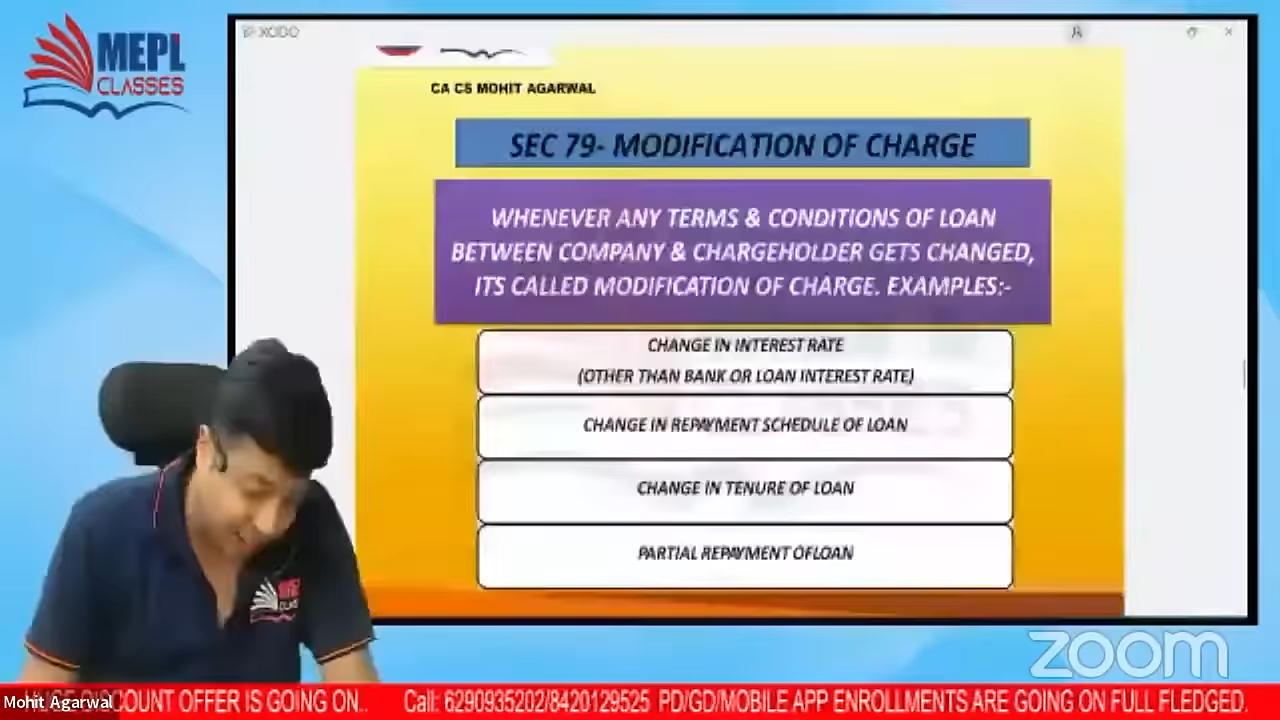 MEPL
CLASSES
XODO
CA CS MOHIT AGARWAL
SEC 79- MODIFICATION OF CHARGE
WHENEVER ANY TERMS & CONDITIONS OF LOAN
BETWEEN COMPANY & CHARGEHOLDER GETS CHANGED,
ITS CALLED MODIFICATION OF CHARGE. EXAMPLES:-
CHANGE IN INTEREST RATE
(OTHER THAN BANK OR LOAN INTEREST RATE)
CHANGE IN REPAYMENT SCHEDULE OF LOAN
CHANGE IN TENURE OF LOAN
PARTIAL REPAYMENT OFLOAN
zoom
Mohit Agarwal
COUNT OFFER IS GOING ON.. Call: 6290935202/8420129525 PD/GD/MOBILE APP ENROLLMENTS ARE GOING ON FULL FLEDGED.